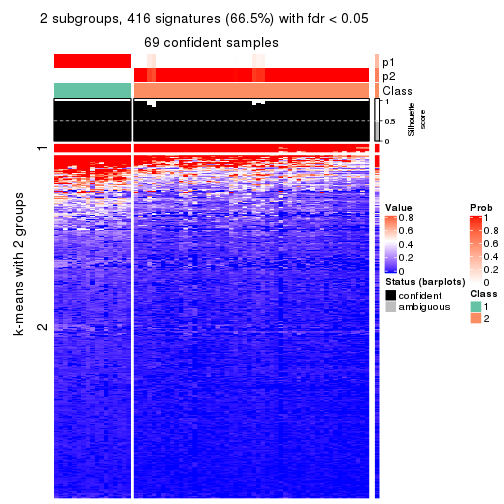 2 subgroups, 416 signatures (66.5%) with fdr < 0.05
69 confident samples
p1
p2
Class
1
0.5
0
Silhouette
score
k-means with 2 groups
1
2
Value
0.8
0.6
0.4
0.2
0
Status (barplots)
confident
ambiguous
Prob
1
0.8
0.6
0.4
0.2
0
Class
1
2